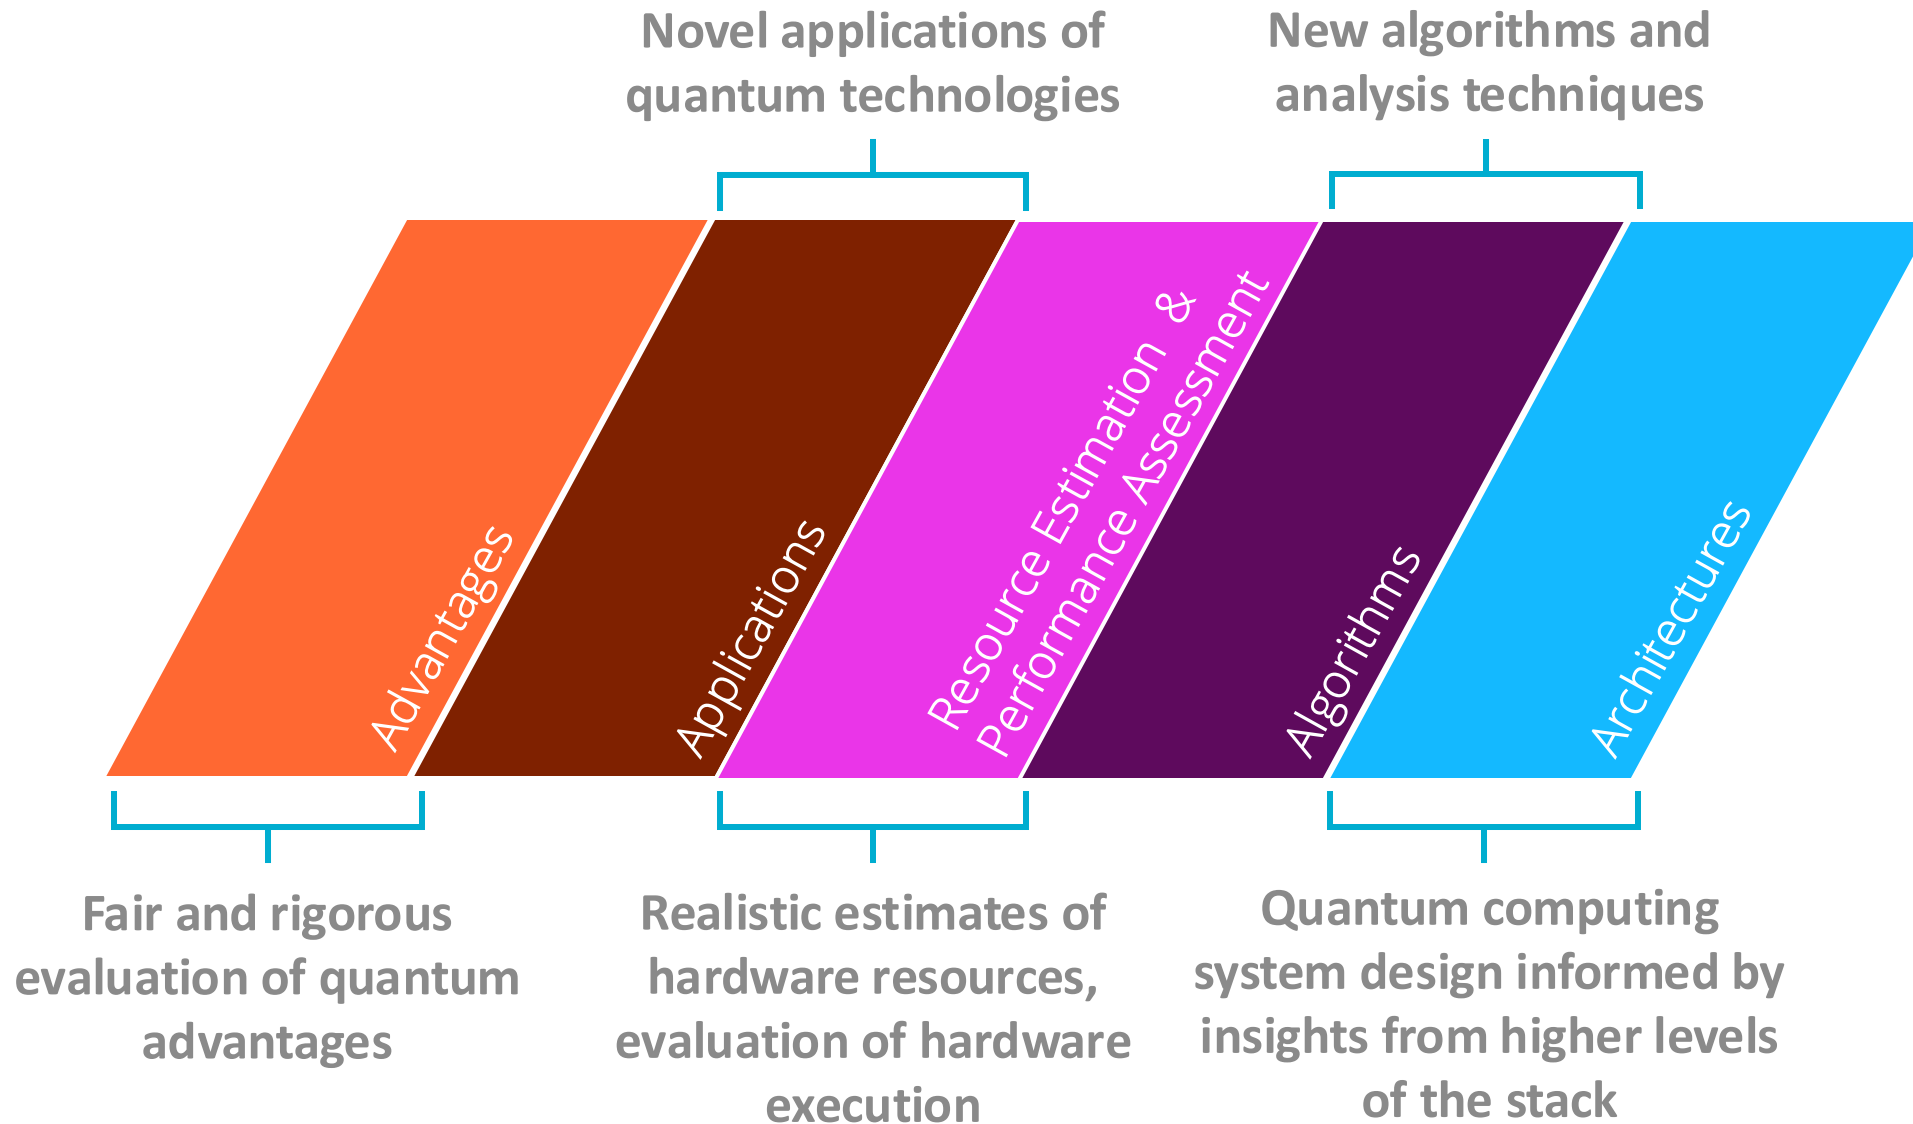 Novel applications of
quantum technologies
New algorithms and
analysis techniques
Advantages
Applications
Resource Estimation &
Performance Assessment
Algorithms
Architectures
Fair and rigorous
evaluation of quantum
advantages
Realistic estimates of
hardware resources,
evaluation of hardware
execution
Quantum computing
system design informed by
insights from higher levels
of the stack